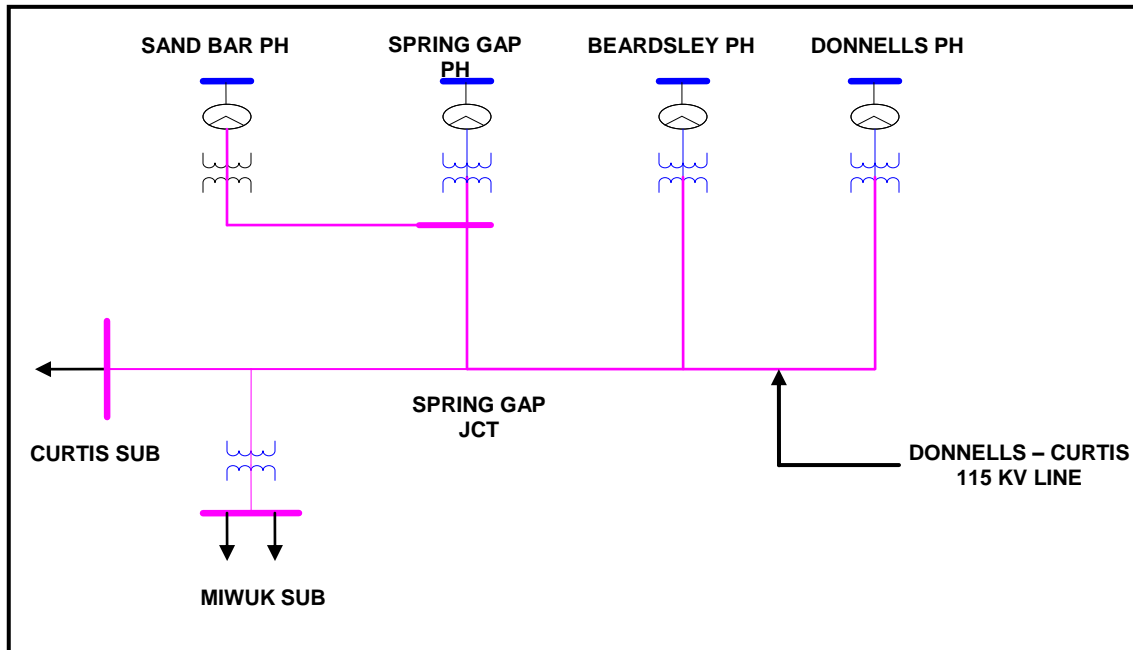 SAND BAR PH
SPRING GAP
PH
BEARDSLEY PH
DONNELLS PH
SPRING GAP
JCT
CURTIS SUB
DONNELLS – CURTIS
115 KV LINE
MIWUK SUB